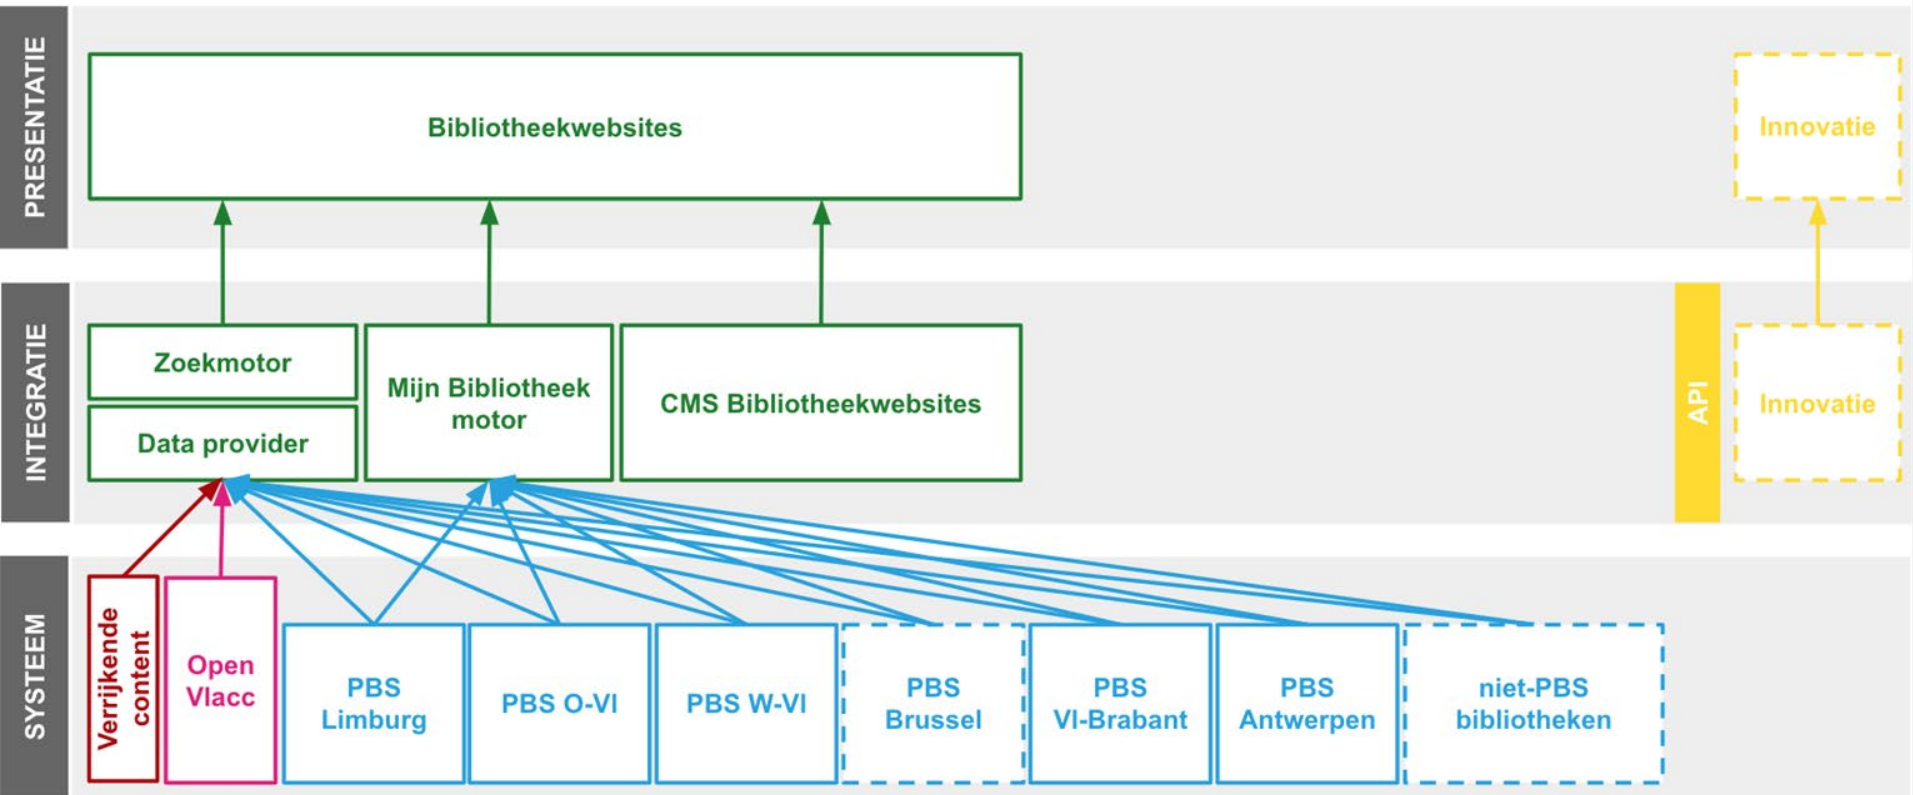 PRESENTATIE
Bibliotheekwebsites
Innovatie
INTEGRATIE
Zoekmotor
Data provider
Mijn Bibliotheek
motor
CMS Bibliotheekwebsites
API
Innovatie
SYSTEEM
Verrijkende
content
Open
Vlacc
PBS
Limburg
PBS O-Vl
PBS W-Vl
PBS
Brussel
PBS
Vl-Brabant
PBS
Antwerpen
niet-PBS
bibliotheken